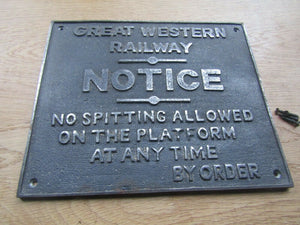 GREAT WESTERN
RAILWAY
NOTICE
NO SPITTING ALLOWED
ON THE PLATFORM
AT ANY TIME
BY ORDER